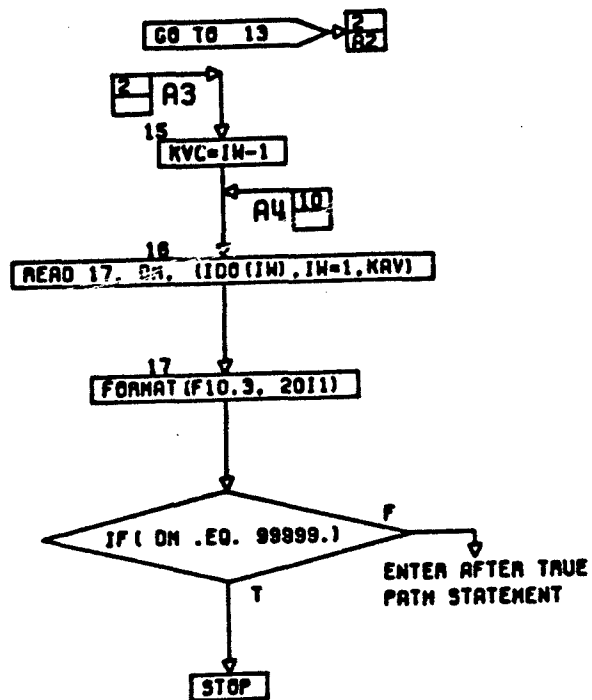 GO TO 13
2
A2
2
A3
15
KVC=IW-1
A4
10
16
READ 17, DM, (IDO(IW),IW=1,KAV)
17
FORMAT(F10.3, 20I1)
IF( DM .EQ. 99999.)
F
ENTER AFTER TRUE
PATH STATEMENT
T
STOP